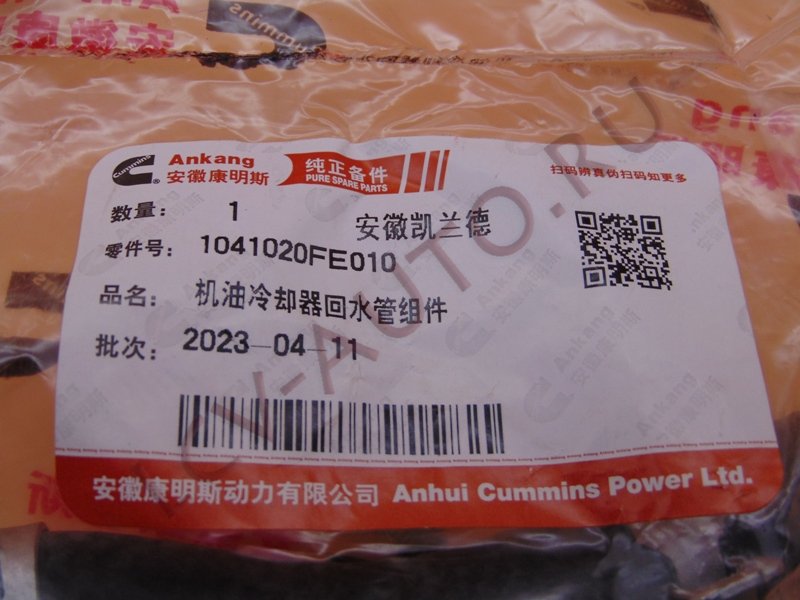 Cummins
Cummins
Ankang
安徽康明斯
纯正备件
PURE SPARE PARTS
扫码辨真伪扫码知更多
数量: 1
安徽凯兰德
零件号: 1041020FE010
品名: 机油冷却器回水管组件
批次: 2023-04-11
安徽康明斯动力有限公司 Anhui Cummins Power Ltd.
ICV-AUTO.RU